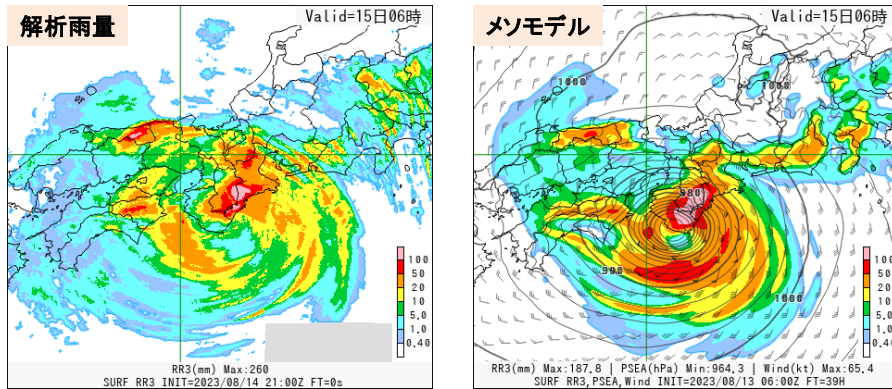 解析雨量
Valid=15日06時
100
50
20
10
5.0
1.0
0.40
RR3(mm) Max:260
SURF RR3 INIT=2023/08/14 21:00Z FT=0s
メソモデル
Valid=15日06時
1000
1000
980
990
1000
100
50
20
10
5.0
1.0
0.40
RR3(mm) Max:187.8 | PSEA(hPa) Min:964.3 | Wind(kt) Max:65.4
SURF RR3,PSEA,Wind INIT=2023/08/13 06:00Z FT=39H